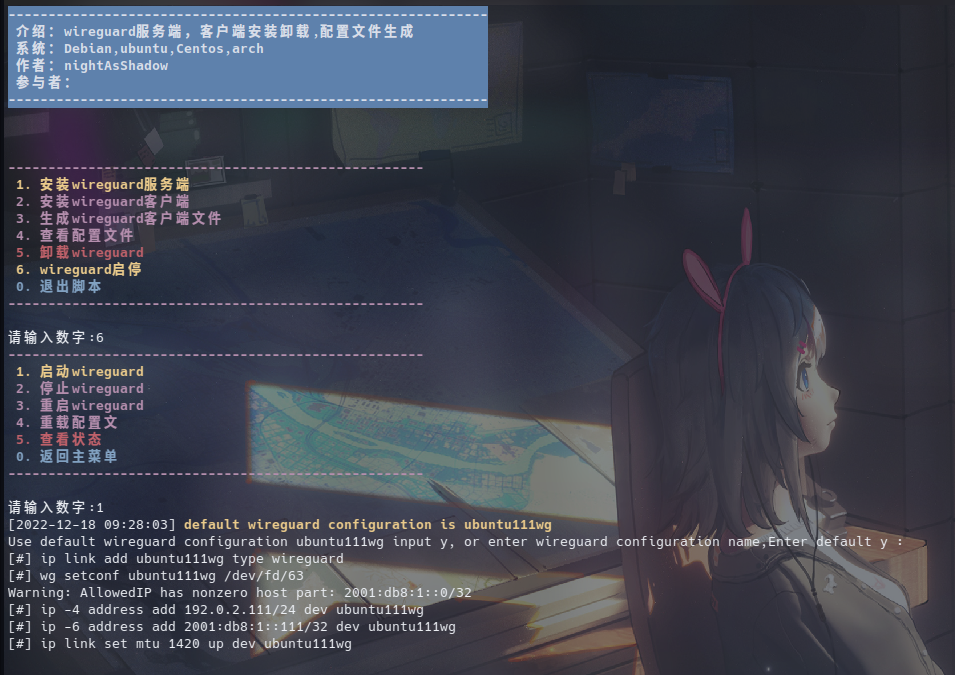 ------------------------------------------------------------
介绍: wireguard服务端, 客户端安装卸载,配置文件生成
系统: Debian,ubuntu,Centos,arch
作者: nightAsShadow
参与者:
------------------------------------------------------------
----------------------------------------------------
1. 安装wireguard服务端
2. 安装wireguard客户端
3. 生成wireguard客户端文件
4. 查看配置文件
5. 卸载wireguard
6. wireguard启停
0. 退出脚本
----------------------------------------------------
请输入数字:6
----------------------------------------------------
1. 启动wireguard
2. 停止wireguard
3. 重启wireguard
4. 重载配置文
5. 查看状态
0. 返回主菜单
----------------------------------------------------
请输入数字:1
[2022-12-18 09:28:03] default wireguard configuration is ubuntu111wg
Use default wireguard configuration ubuntu111wg input y, or enter wireguard configuration name,Enter default y :
[#] ip link add ubuntu111wg type wireguard
[#] wg setconf ubuntu111wg /dev/fd/63
Warning: AllowedIP has nonzero host part: 2001:db8:1::0/32
[#] ip -4 address add 192.0.2.111/24 dev ubuntu111wg
[#] ip -6 address add 2001:db8:1::111/32 dev ubuntu111wg
[#] ip link set mtu 1420 up dev ubuntu111wg